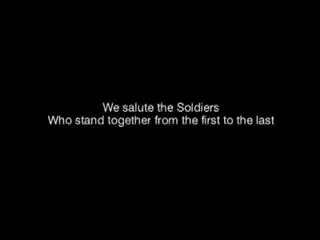 We salute the Soldiers
Who stand together from the first to the last